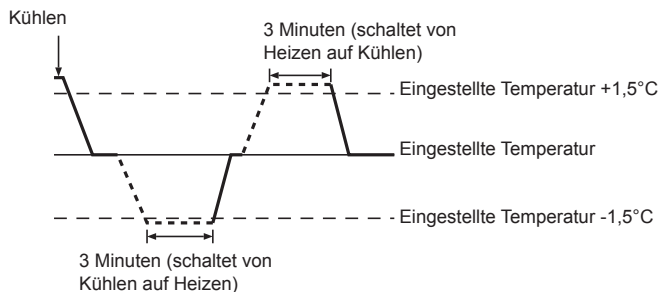 Kühlen
3 Minuten (schaltet von
Heizen auf Kühlen)
Eingestellte Temperatur +1,5°C
Eingestellte Temperatur
Eingestellte Temperatur -1,5°C
3 Minuten (schaltet von
Kühlen auf Heizen)